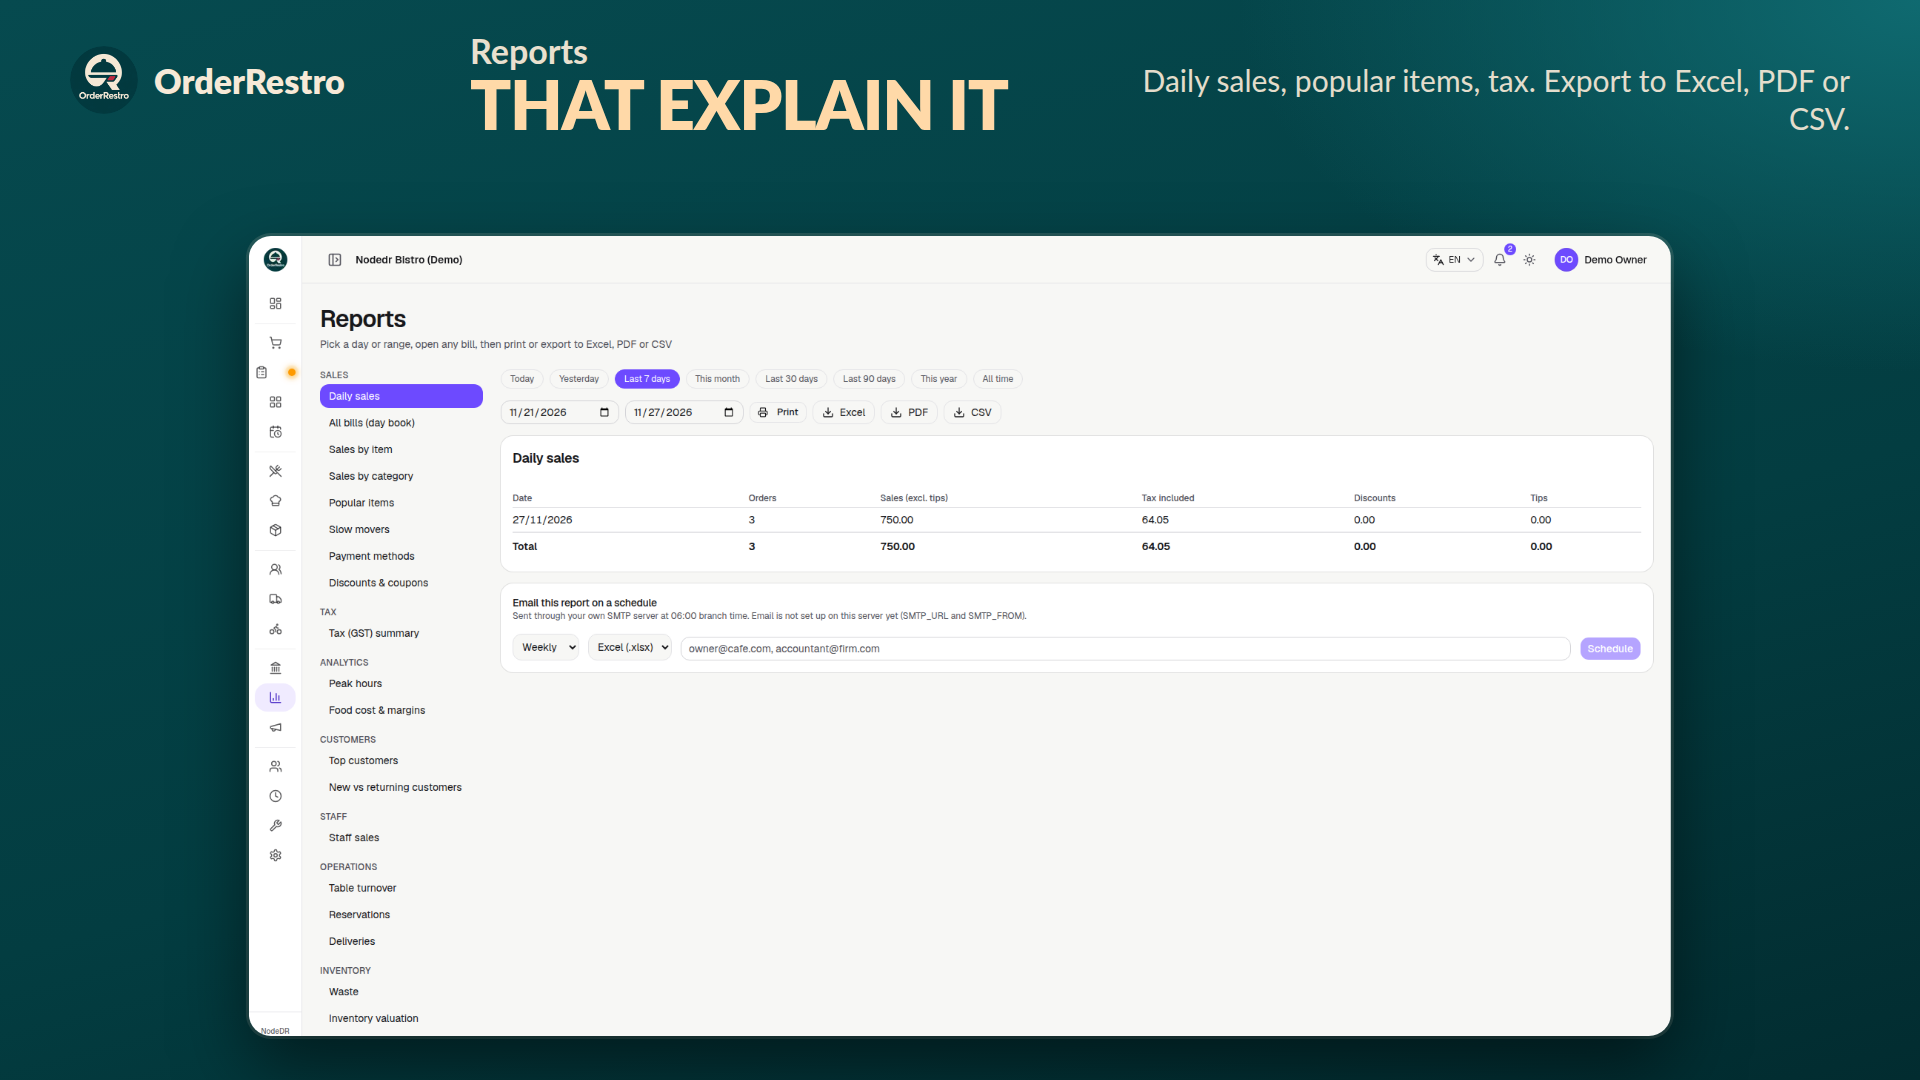 OrderRestro
OrderRestro
Reports
THAT EXPLAIN IT
Daily sales, popular items, tax. Export to Excel, PDF or
CSV.
Nodedr Bistro (Demo)
EN
2
DO
Demo Owner
Reports
Pick a day or range, open any bill, then print or export to Excel, PDF or CSV
SALES
Daily sales
All bills (day book)
Sales by item
Sales by category
Popular items
Slow movers
Payment methods
Discounts & coupons
TAX
Tax (GST) summary
ANALYTICS
Peak hours
Food cost & margins
CUSTOMERS
Top customers
New vs returning customers
STAFF
Staff sales
OPERATIONS
Table turnover
Reservations
Deliveries
INVENTORY
Waste
Inventory valuation
NodeDR
Today Yesterday Last 7 days This month Last 30 days Last 90 days This year All time
11/21/2026 11/27/2026 Print Excel PDF CSV
Daily sales
Date Orders Sales (excl. tips) Tax included Discounts Tips
27/11/2026 3 750.00 64.05 0.00 0.00
Total 3 750.00 64.05 0.00 0.00
Email this report on a schedule
Sent through your own SMTP server at 06:00 branch time. Email is not set up on this server yet (SMTP_URL and SMTP_FROM).
Weekly Excel (.xlsx) owner@cafe.com, accountant@firm.com Schedule